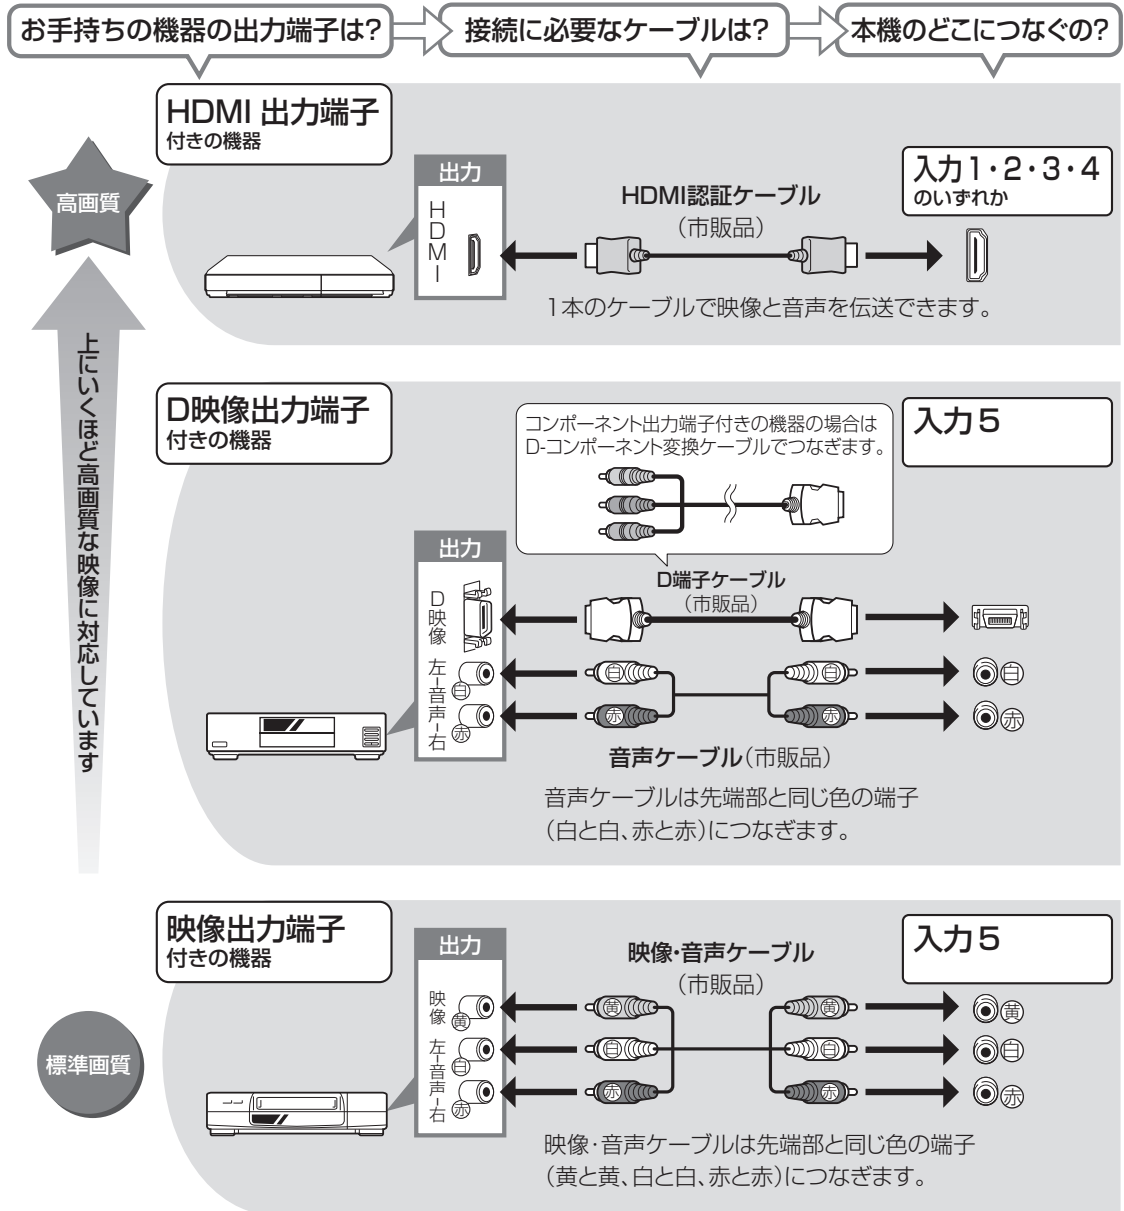 お手持ちの機器の出力端子は?
接続に必要なケーブルは?
本機のどこにつなぐの?
高画質
上にいくほど高画質な映像に対応しています
標準画質
HDMI 出力端子
付きの機器
出力
HDMI
HDMI認証ケーブル
（市販品）
入力1・2・3・4
のいずれか
1本のケーブルで映像と音声を伝送できます。
D映像出力端子
付きの機器
コンポーネント出力端子付きの機器の場合は
D-コンポーネント変換ケーブルでつなぎます。
入力5
出力
D映像
左-音声-右
白
赤
D端子ケーブル
（市販品）
白
赤
白
赤
白
赤
音声ケーブル（市販品）
音声ケーブルは先端部と同じ色の端子
（白と白、赤と赤）につなぎます。
映像出力端子
付きの機器
出力
映像
左-音声-右
黄
白
赤
映像・音声ケーブル
（市販品）
入力5
黄
白
赤
黄
白
赤
黄
白
赤
映像・音声ケーブルは先端部と同じ色の端子
（黄と黄、白と白、赤と赤）につなぎます。